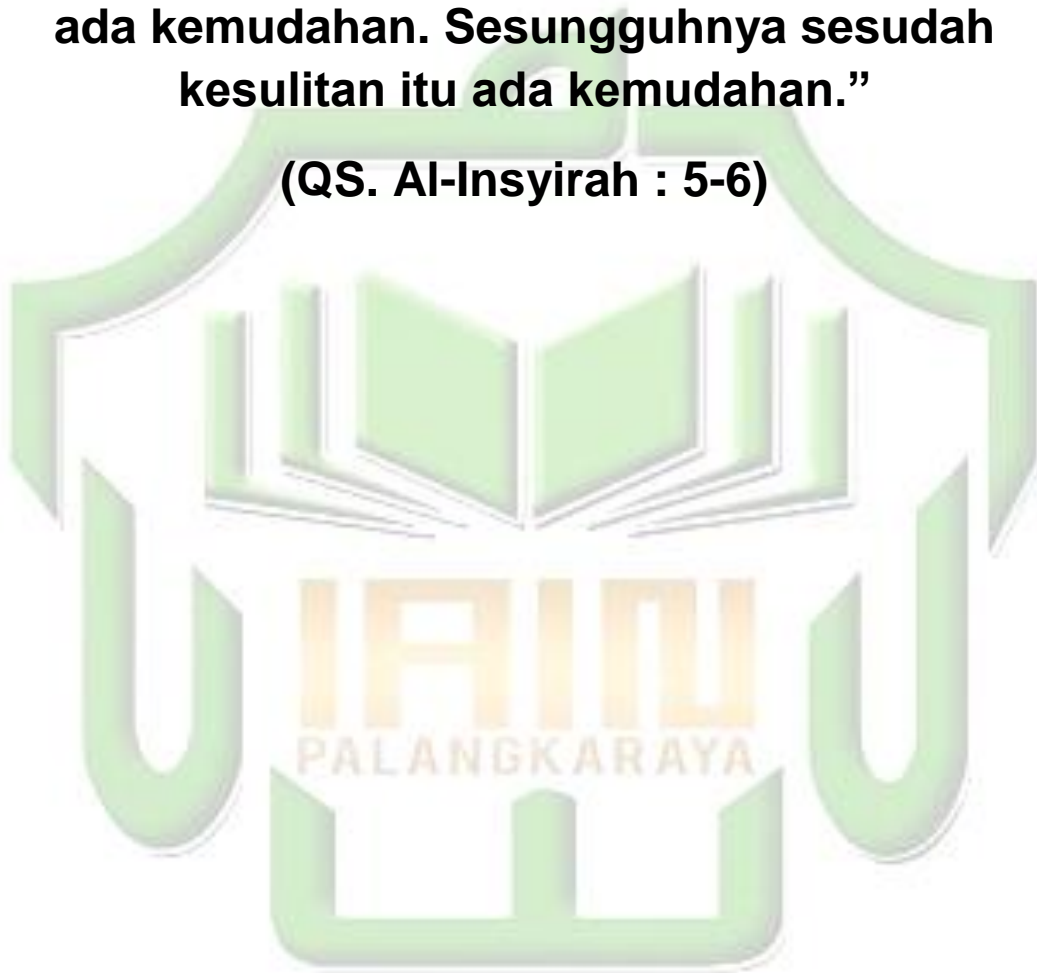 ada kemudahan. Sesungguhnya sesudah
kesulitan itu ada kemudahan.”
(QS. Al-Insyirah : 5-6)
IAIN
PALANGKARAYA